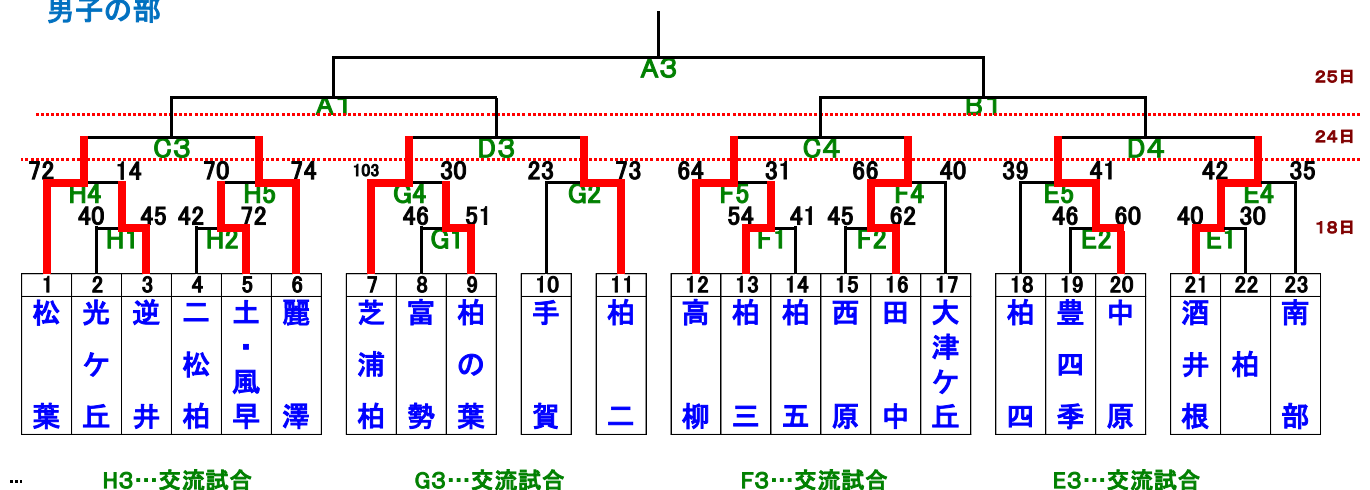 男子の部
A3
25日
A1 B1
24日
C3 D3 C4 D4
72 14 70 74 103 30 23 73 64 31 66 40 39 41 42 35
H4 H5 G4 G2 F5 F4 E5 E4
40 45 42 72 46 51 54 41 45 62 46 60 40 30
18日
H1 H2 G1 F1 F2 E2 E1
1 2 3 4 5 6 7 8 9 10 11 12 13 14 15 16 17 18 19 20 21 22 23
松葉 光ケ丘 逆井 二松柏 土・風早 麗澤 芝浦柏 富勢 柏の葉 手賀 柏二 高柳 柏三 柏五 西原 田中 大津ケ丘 柏四 豊四季 中原 酒井根 柏 南部
… H3…交流試合 G3…交流試合 F3…交流試合 E3…交流試合